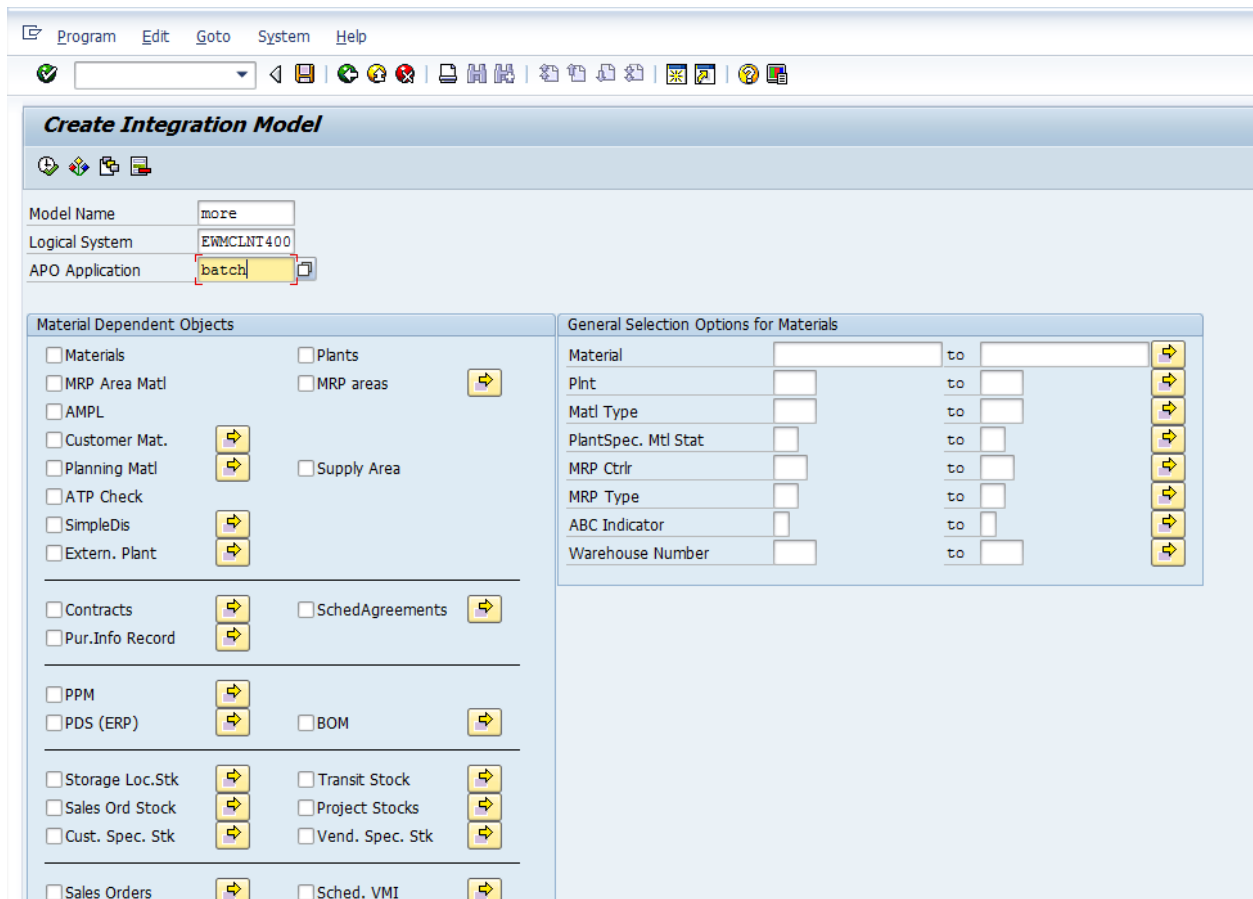 Program Edit Goto System Help
Create Integration Model
Model Name more
Logical System EWMCLNT400
APO Application batch
Material Dependent Objects
Materials Plants
MRP Area Matl MRP areas
AMPL
Customer Mat.
Planning Matl Supply Area
ATP Check
SimpleDis
Extern. Plant
Contracts SchedAgreements
Pur.Info Record
PPM
PDS (ERP) BOM
Storage Loc.Stk Transit Stock
Sales Ord Stock Project Stocks
Cust. Spec. Stk Vend. Spec. Stk
Sales Orders Sched. VMI
General Selection Options for Materials
Material to
Plnt to
Matl Type to
PlantSpec. Mtl Stat to
MRP Ctrlr to
MRP Type to
ABC Indicator to
Warehouse Number to